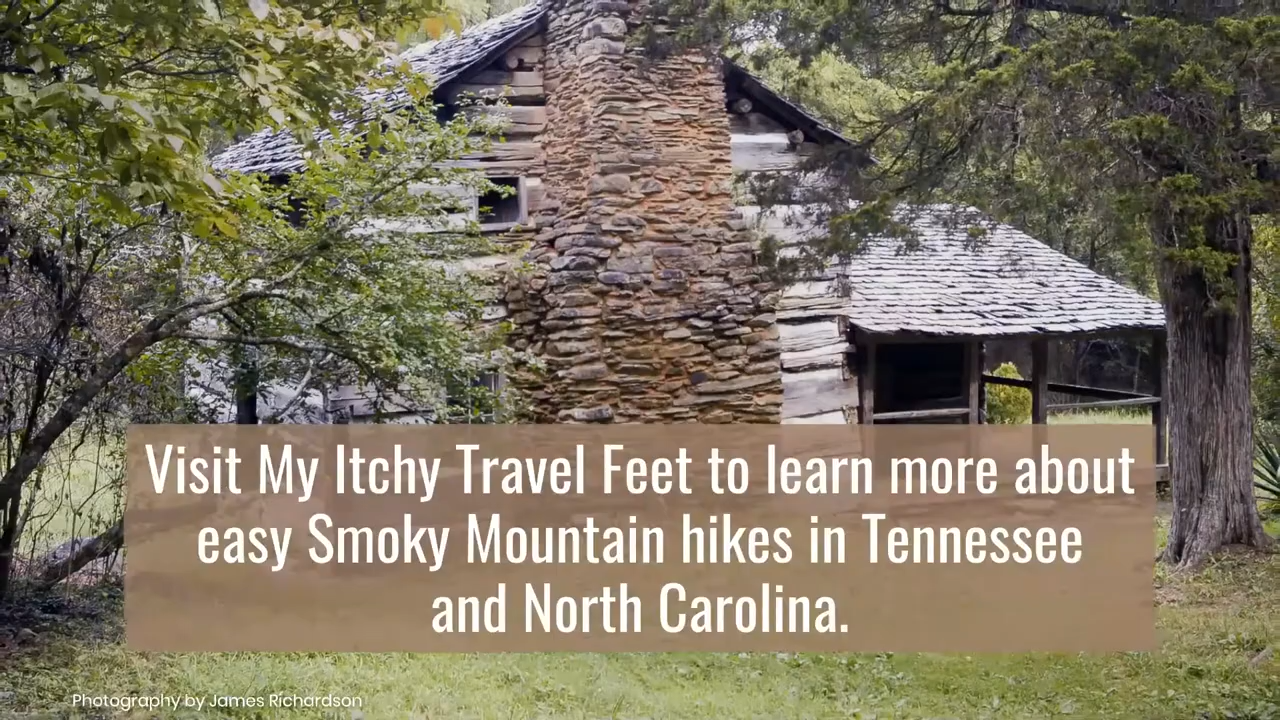 Visit My Itchy Travel Feet to learn more about
easy Smoky Mountain hikes in Tennessee
and North Carolina.
Photography by James Richardson